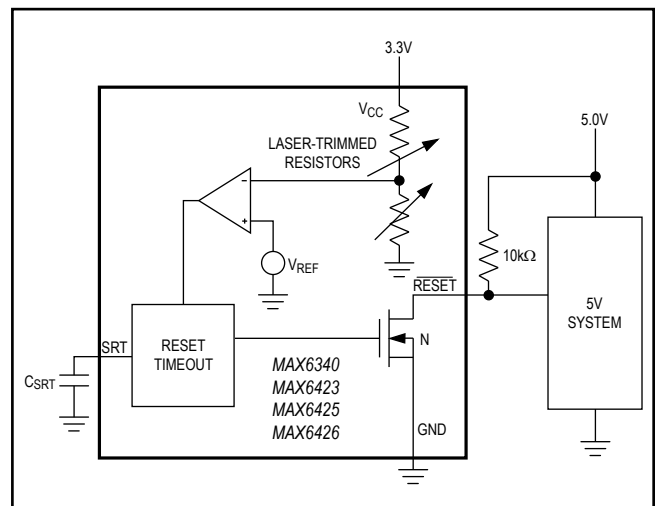 3.3V
VCC
5.0V
LASER-TRIMMED
RESISTORS
−
+
VREF
10kΩ
RESET
5V
SYSTEM
SRT
RESET
TIMEOUT
N
CSRT
MAX6340
MAX6423
MAX6425
MAX6426
GND